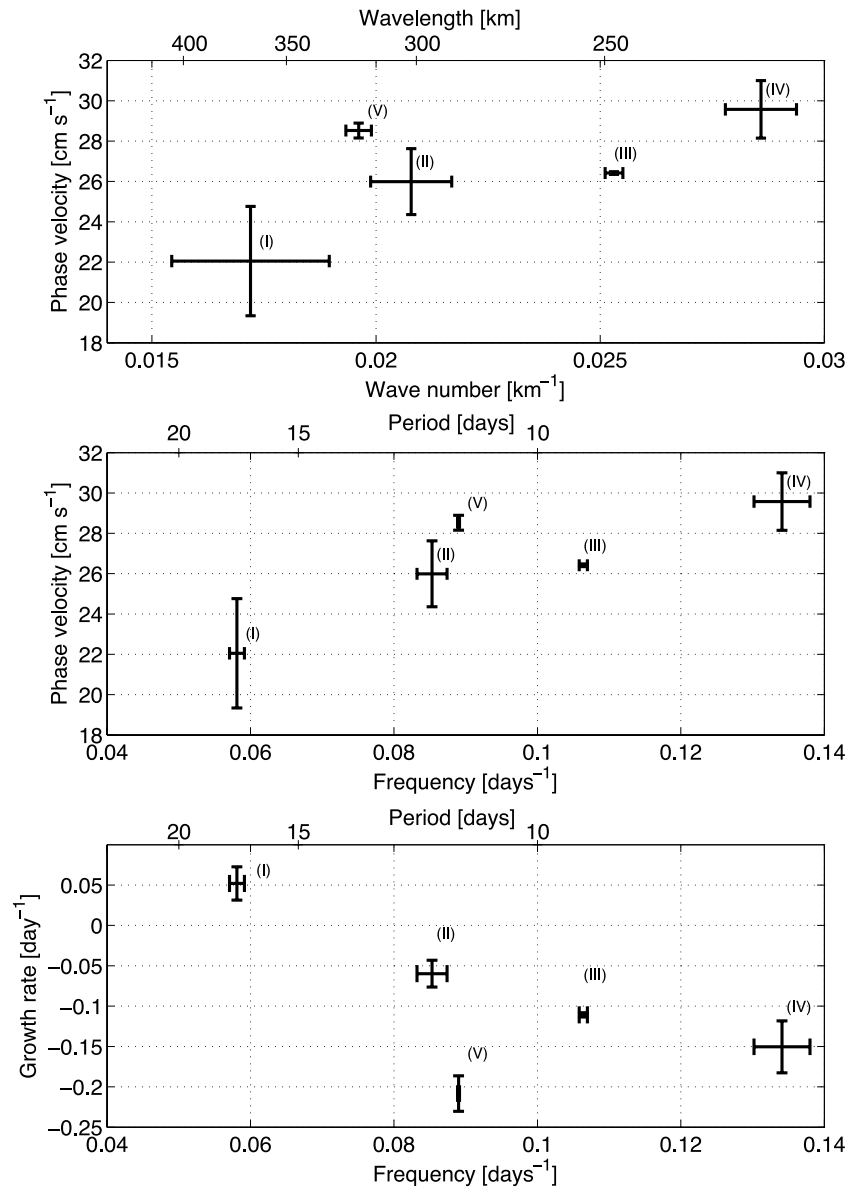 Wavelength [km]
400 350 300 250
Phase velocity [cm s⁻¹]
32
30
28
26
24
22
20
18
(I)
(V)
(II)
(III)
(IV)
0.015 0.02 0.025 0.03
Wave number [km⁻¹]
Period [days]
20 15 10
Phase velocity [cm s⁻¹]
32
30
28
26
24
22
20
18
(I)
(II)
(V)
(III)
(IV)
0.04 0.06 0.08 0.1 0.12 0.14
Frequency [days⁻¹]
Period [days]
20 15 10
Growth rate [day⁻¹]
0.05
0
−0.05
−0.1
−0.15
−0.2
−0.25
(I)
(II)
(V)
(III)
(IV)
0.04 0.06 0.08 0.1 0.12 0.14
Frequency [days⁻¹]